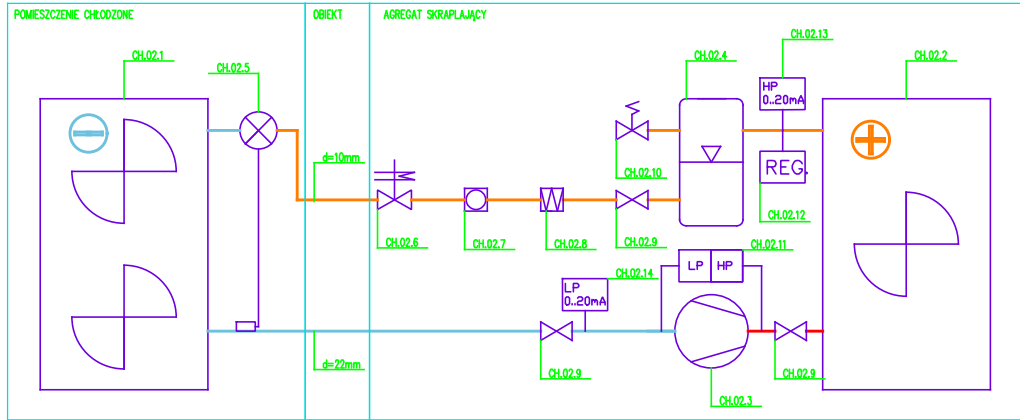 POMIESZCZENIE CHŁODZONE
OBIEKT
AGREGAT SKRAPLAJĄCY
CH.02.1
CH.02.5
CH.02.4
CH.02.13
CH.02.2
HP
0..20mA
d=10mm
CH.02.10
REG.
CH.02.12
CH.02.6
CH.02.7
CH.02.8
CH.02.9
CH.02.11
LP HP
CH.02.14
LP
0..20mA
d=22mm
CH.02.9
CH.02.9
CH.02.3